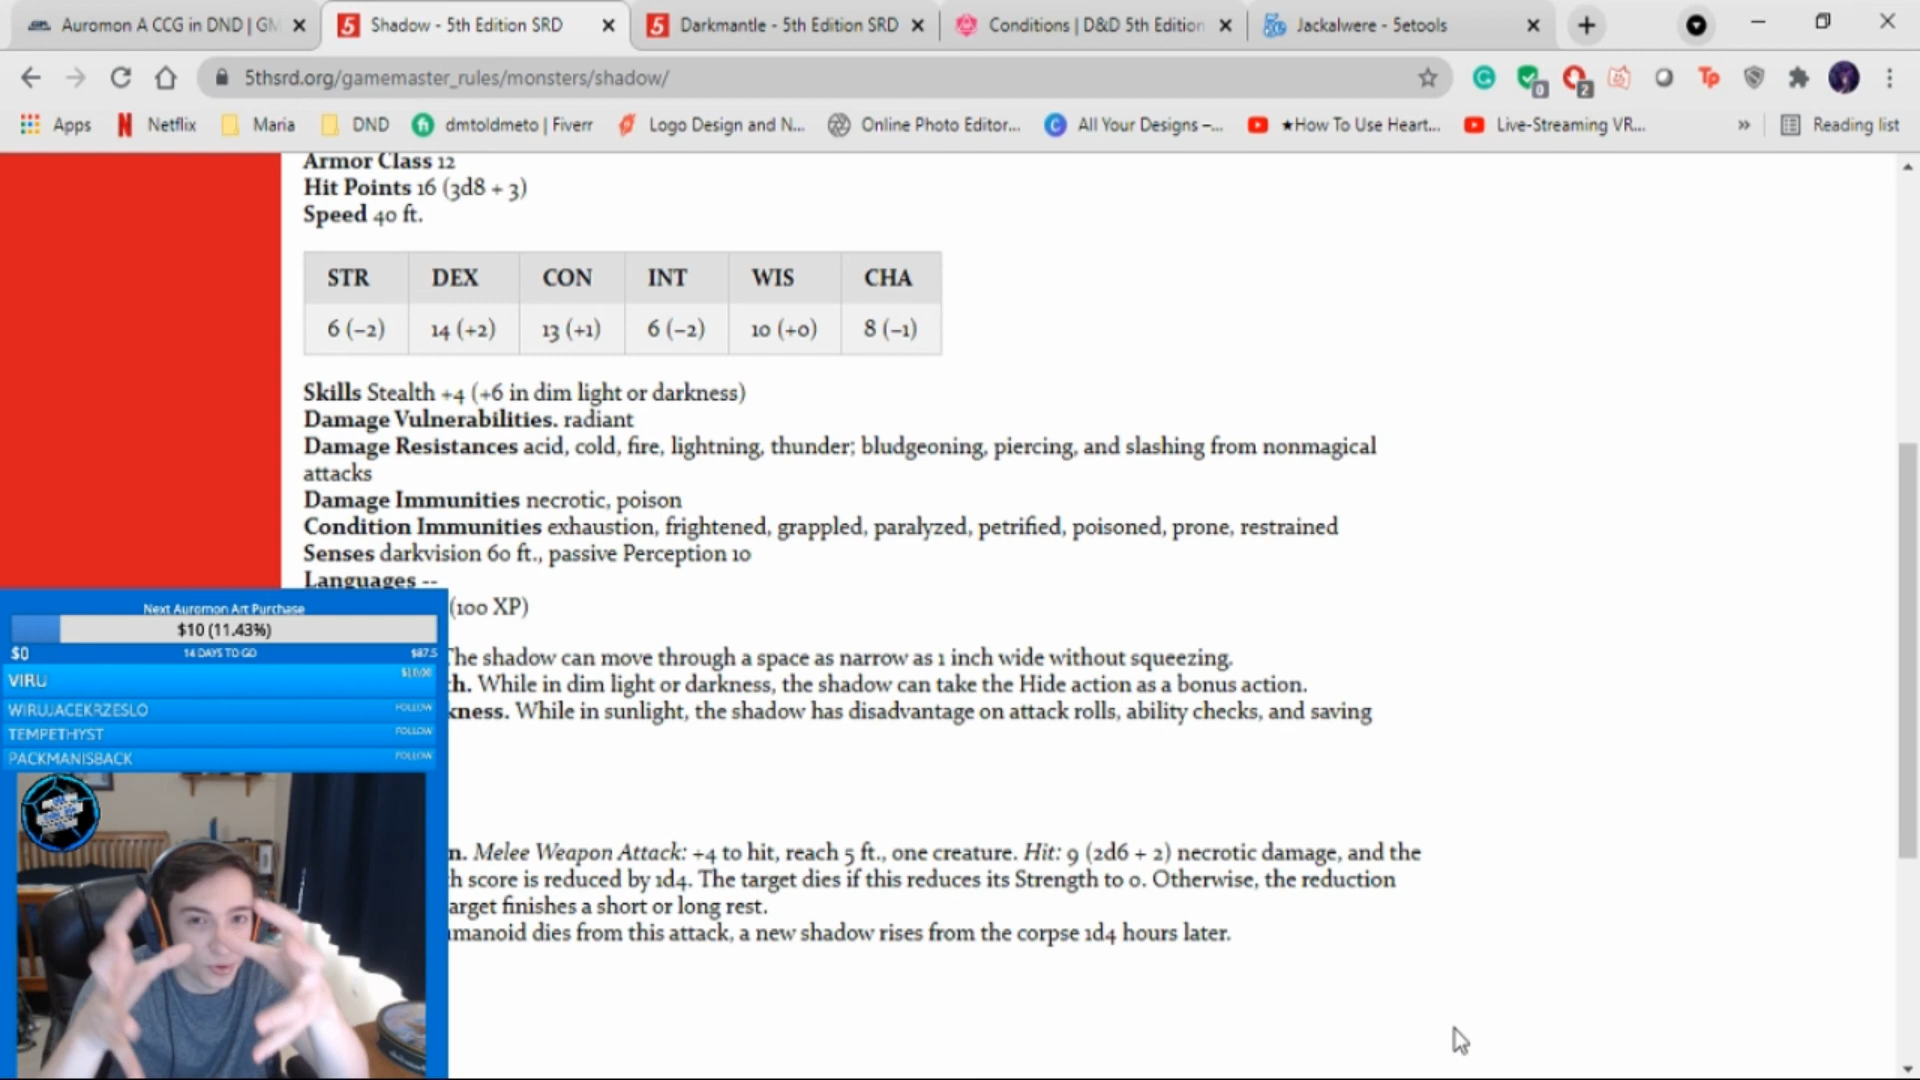 Auromon A CCG in DND | GM
Shadow - 5th Edition SRD
Darkmantle - 5th Edition SRD
Conditions | D&D 5th Edition
Jackalwere - 5etools
5thsrd.org/gamemaster_rules/monsters/shadow/
0
2
Tp
Apps
Netflix
Maria
DND
dmtoldmeto | Fiverr
Logo Design and N...
Online Photo Editor...
All Your Designs –...
★How To Use Heart...
Live-Streaming VR...
»
Reading list
Armor Class 12
Hit Points 16 (3d8 + 3)
Speed 40 ft.
STR DEX CON INT WIS CHA
6 (−2) 14 (+2) 13 (+1) 6 (−2) 10 (+0) 8 (−1)
Skills Stealth +4 (+6 in dim light or darkness)
Damage Vulnerabilities. radiant
Damage Resistances acid, cold, fire, lightning, thunder; bludgeoning, piercing, and slashing from nonmagical
attacks
Damage Immunities necrotic, poison
Condition Immunities exhaustion, frightened, grappled, paralyzed, petrified, poisoned, prone, restrained
Senses darkvision 60 ft., passive Perception 10
Languages --
(100 XP)
The shadow can move through a space as narrow as 1 inch wide without squeezing.
h. While in dim light or darkness, the shadow can take the Hide action as a bonus action.
kness. While in sunlight, the shadow has disadvantage on attack rolls, ability checks, and saving
n. Melee Weapon Attack: +4 to hit, reach 5 ft., one creature. Hit: 9 (2d6 + 2) necrotic damage, and the
h score is reduced by 1d4. The target dies if this reduces its Strength to 0. Otherwise, the reduction
arget finishes a short or long rest.
manoid dies from this attack, a new shadow rises from the corpse 1d4 hours later.
Next Auromon Art Purchase
$10 (11.43%)
$0 14 DAYS TO GO $87.5
VIRU $10.00
WIRUJACEKRZESLO FOLLOW
TEMPETHYST FOLLOW
PACKMANISBACK FOLLOW